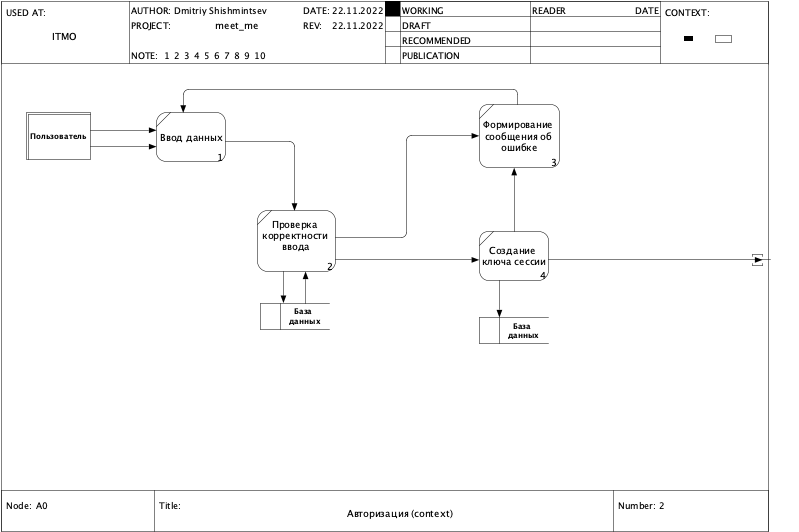 USED AT:
ITMO
AUTHOR: Dmitriy Shishmintsev
DATE: 22.11.2022
PROJECT: meet_me
REV: 22.11.2022
NOTE: 1 2 3 4 5 6 7 8 9 10
WORKING
DRAFT
RECOMMENDED
PUBLICATION
READER DATE
CONTEXT:
Пользователь
Ввод данных
1
Формирование
сообщения об
ошибке
3
Проверка
корректности
ввода
2
Создание
ключа сессии
4
База
данных
База
данных
Node: A0
Title:
Авторизация (context)
Number: 2